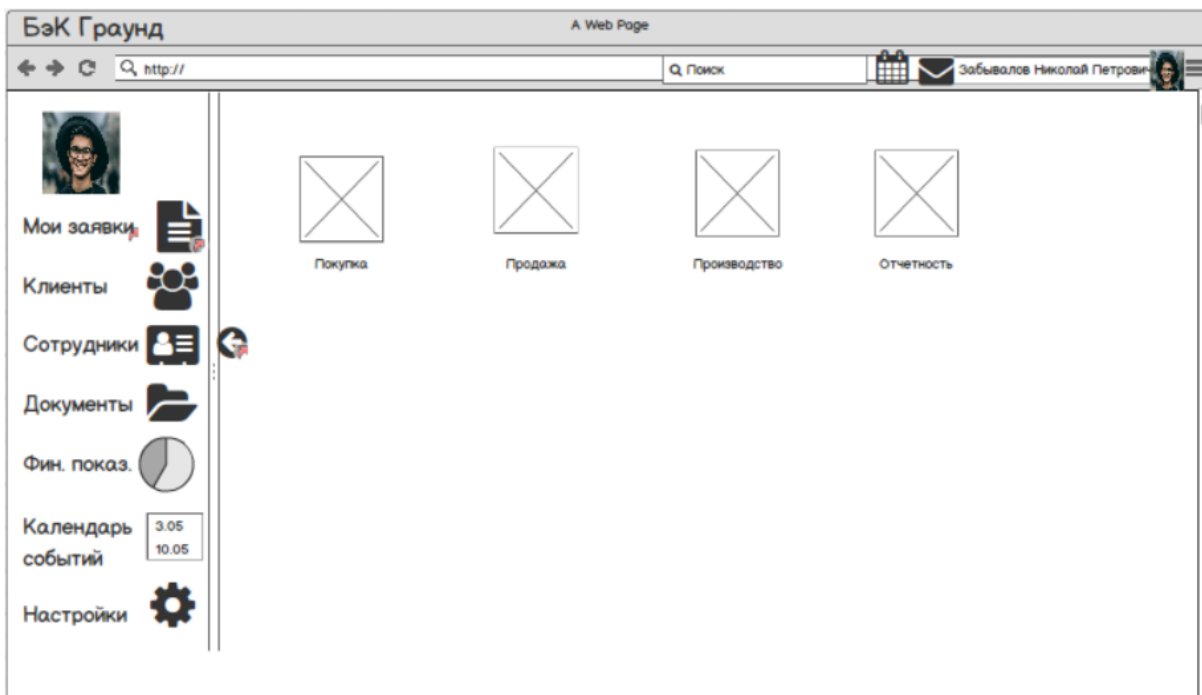 БэК Граунд
A Web Page
http://
Поиск
Забывалов Николай Петрович
Мои заявки
Клиенты
Сотрудники
Документы
Фин. показ.
Календарь
событий
3.05
10.05
Настройки
Покупка
Продажа
Производство
Отчетность